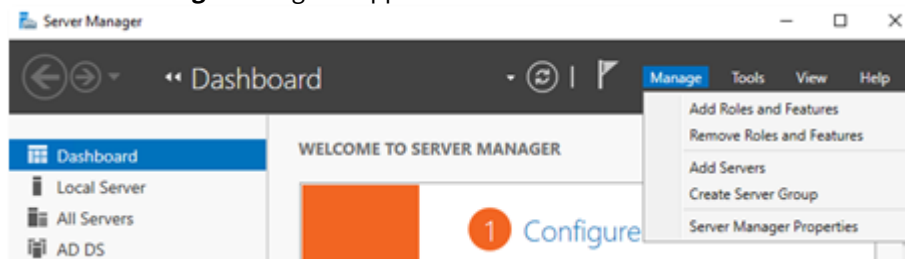 Server Manager
Dashboard
Manage Tools View Help
Add Roles and Features
Remove Roles and Features
Add Servers
Create Server Group
Server Manager Properties
Dashboard
Local Server
All Servers
AD DS
WELCOME TO SERVER MANAGER
1 Configure